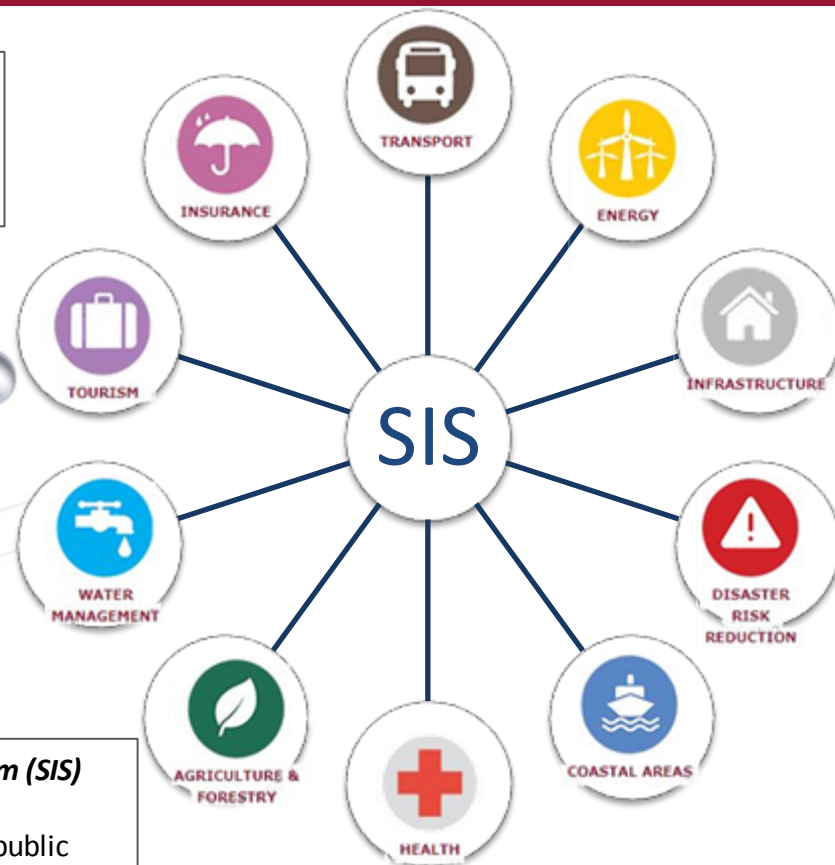 TRANSPORT
INSURANCE
ENERGY
TOURISM
INFRASTRUCTURE
SIS
WATER
MANAGEMENT
DISASTER
RISK
REDUCTION
AGRICULTURE &
FORESTRY
COASTAL AREAS
HEALTH
m (SIS)
public